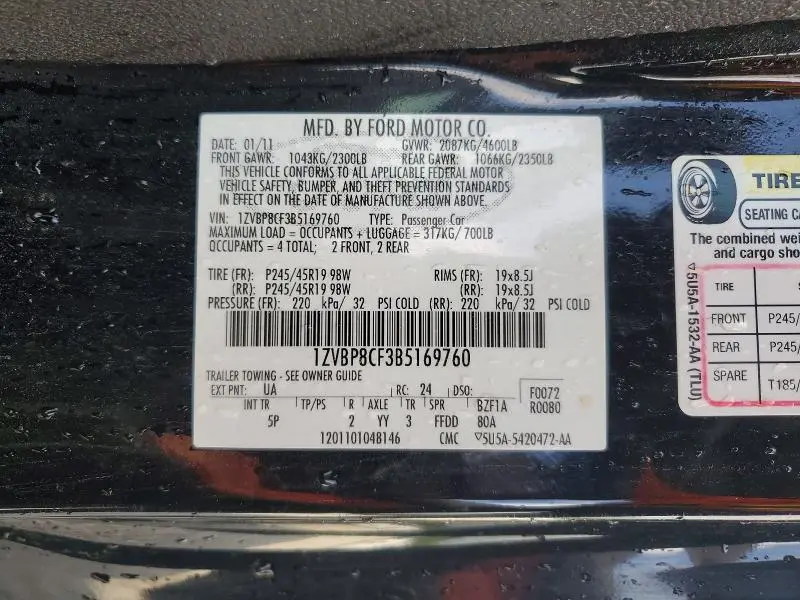 MFD. BY FORD MOTOR CO.
DATE: 01/11 GVWR: 2087KG/4600LB
FRONT GAWR: 1043KG/2300LB REAR GAWR: 1066KG/2350LB
THIS VEHICLE CONFORMS TO ALL APPLICABLE FEDERAL MOTOR
VEHICLE SAFETY, BUMPER, AND THEFT PREVENTION STANDARDS
IN EFFECT ON THE DATE OF MANUFACTURE SHOWN ABOVE.
VIN: 1ZVBP8CF3B5169760 TYPE: Passenger Car
MAXIMUM LOAD = OCCUPANTS + LUGGAGE = 317KG/ 700LB
OCCUPANTS = 4 TOTAL; 2 FRONT, 2 REAR
TIRE (FR): P245/45R19 98W RIMS (FR): 19x8.5J
(RR): P245/45R19 98W (RR): 19x8.5J
PRESSURE (FR): 220 kPa/ 32 PSI COLD (RR): 220 kPa/ 32 PSI COLD
1ZVBP8CF3B5169760
TRAILER TOWING - SEE OWNER GUIDE
EXT PNT: UA RC: 24 DSO: F0072
INT TR TP/PS R AXLE TR SPR BZF1A R0080
5P 2 YY 3 FFDD 80A
120110104B146 CMC ▽5U5A-5420472-AA
▽5U5A-1532-AA (TLU)
TIRE
SEATING CA
The combined wei
and cargo sho
TIRE S
FRONT P245/
REAR P245/
SPARE T185/